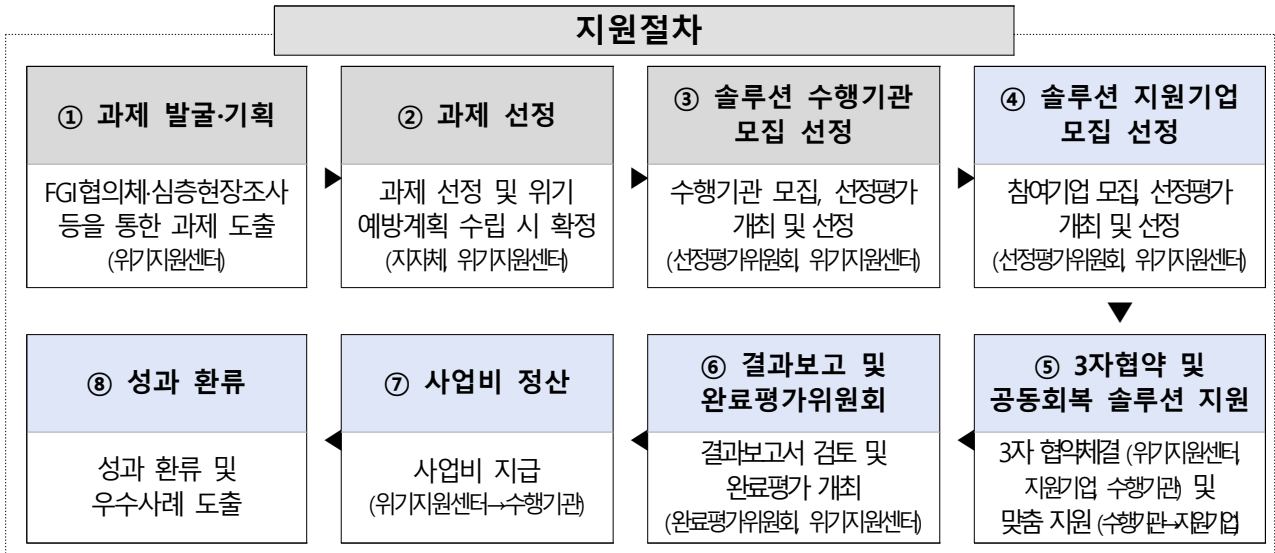 지원절차
① 과제 발굴·기획
FGI협의체·심층현장조사
등을 통한 과제 도출
(위기지원센터)
▶
② 과제 선정
과제 선정 및 위기
예방계획 수립 시 확정
(지자체, 위기지원센터)
▶
③ 솔루션 수행기관
모집 선정
수행기관 모집, 선정평가
개최 및 선정
(선정평가위원회, 위기지원센터)
▶
④ 솔루션 지원기업
모집 선정
참여기업 모집, 선정평가
개최 및 선정
(선정평가위원회, 위기지원센터)
▼
⑤ 3자협약 및
공동회복 솔루션 지원
3자 협약체결 (위기지원센터,
지원기업, 수행기관) 및
맞춤 지원 (수행기관→지원기업)
◀
⑥ 결과보고 및
완료평가위원회
결과보고서 검토 및
완료평가 개최
(완료평가위원회, 위기지원센터)
◀
⑦ 사업비 정산
사업비 지급
(위기지원센터→수행기관)
◀
⑧ 성과 환류
성과 환류 및
우수사례 도출